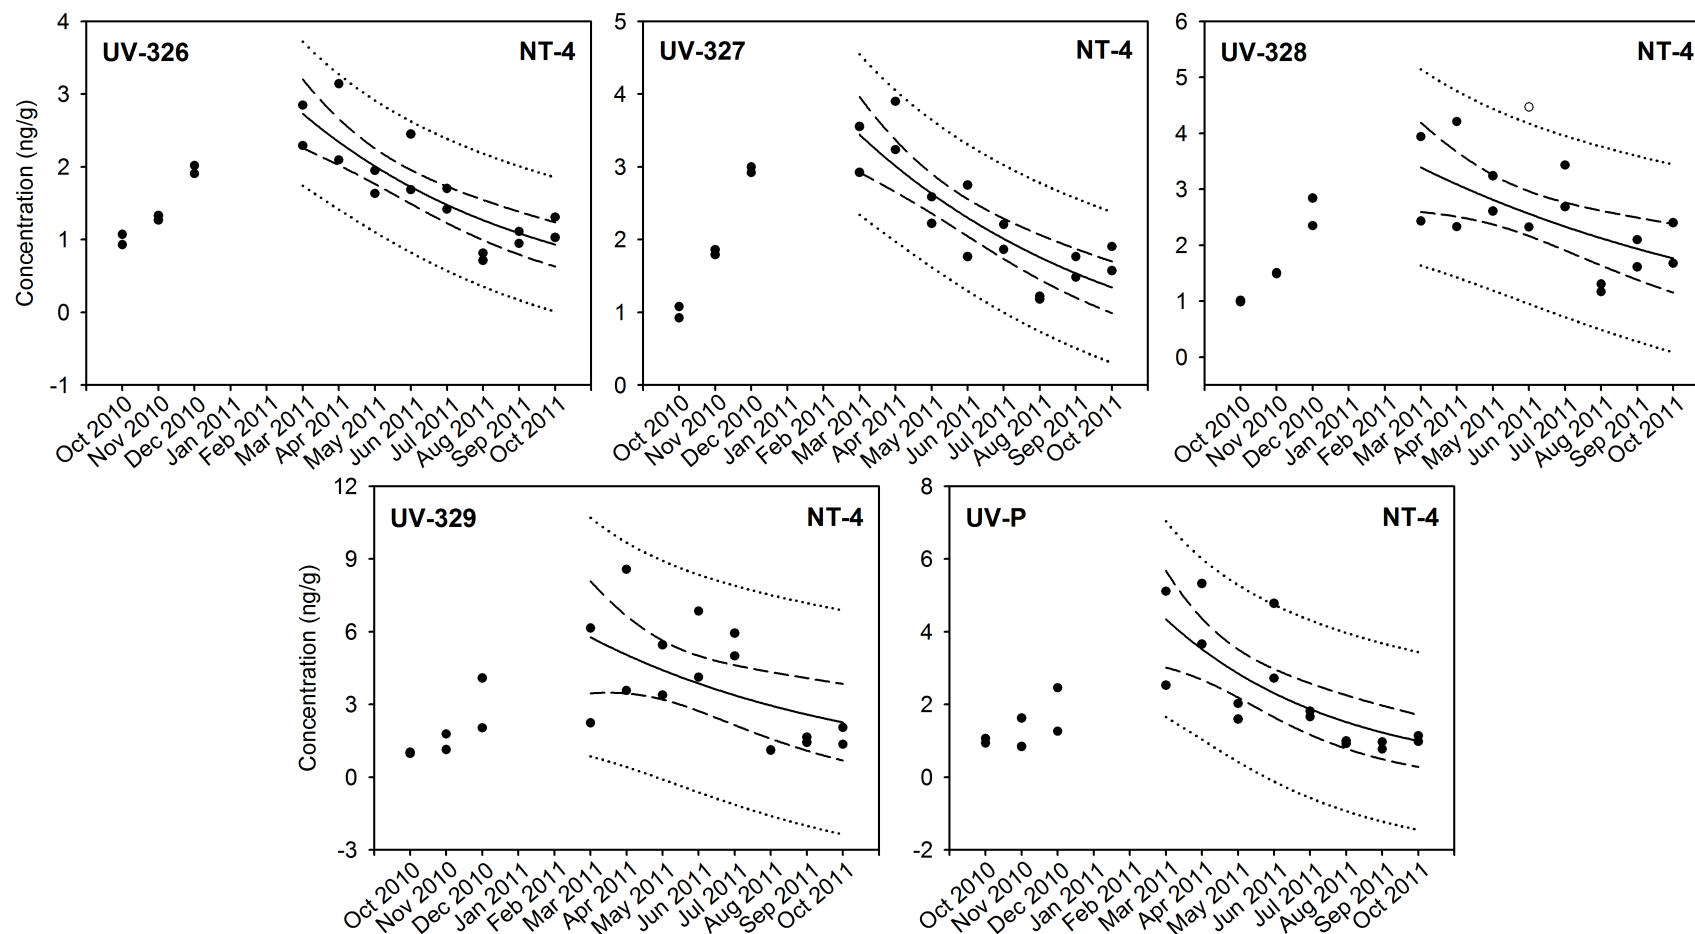 UV-326 NT-4
Concentration (ng/g)
4
3
2
1
0
-1
Oct 2010
Nov 2010
Dec 2010
Jan 2011
Feb 2011
Mar 2011
Apr 2011
May 2011
Jun 2011
Jul 2011
Aug 2011
Sep 2011
Oct 2011
UV-327 NT-4
5
4
3
2
1
0
Oct 2010
Nov 2010
Dec 2010
Jan 2011
Feb 2011
Mar 2011
Apr 2011
May 2011
Jun 2011
Jul 2011
Aug 2011
Sep 2011
Oct 2011
UV-328 NT-4
6
5
4
3
2
1
0
Oct 2010
Nov 2010
Dec 2010
Jan 2011
Feb 2011
Mar 2011
Apr 2011
May 2011
Jun 2011
Jul 2011
Aug 2011
Sep 2011
Oct 2011
UV-329 NT-4
Concentration (ng/g)
12
9
6
3
0
-3
Oct 2010
Nov 2010
Dec 2010
Jan 2011
Feb 2011
Mar 2011
Apr 2011
May 2011
Jun 2011
Jul 2011
Aug 2011
Sep 2011
Oct 2011
UV-P NT-4
8
6
4
2
0
-2
Oct 2010
Nov 2010
Dec 2010
Jan 2011
Feb 2011
Mar 2011
Apr 2011
May 2011
Jun 2011
Jul 2011
Aug 2011
Sep 2011
Oct 2011